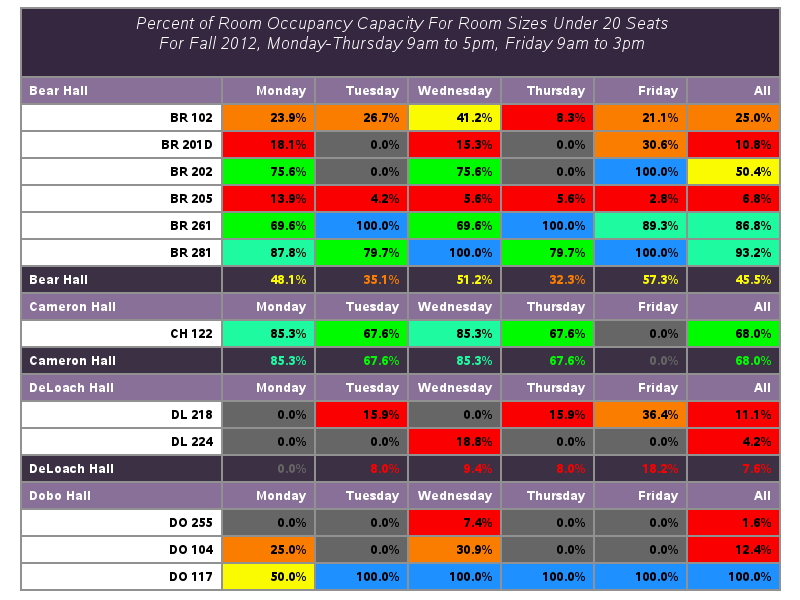 Percent of Room Occupancy Capacity For Room Sizes Under 20 Seats
For Fall 2012, Monday-Thursday 9am to 5pm, Friday 9am to 3pm
Bear Hall Monday Tuesday Wednesday Thursday Friday All
BR 102 23.9% 26.7% 41.2% 8.3% 21.1% 25.0%
BR 201D 18.1% 0.0% 15.3% 0.0% 30.6% 10.8%
BR 202 75.6% 0.0% 75.6% 0.0% 100.0% 50.4%
BR 205 13.9% 4.2% 5.6% 5.6% 2.8% 6.8%
BR 261 69.6% 100.0% 69.6% 100.0% 89.3% 86.8%
BR 281 87.8% 79.7% 100.0% 79.7% 100.0% 93.2%
Bear Hall 48.1% 35.1% 51.2% 32.3% 57.3% 45.5%
Cameron Hall Monday Tuesday Wednesday Thursday Friday All
CH 122 85.3% 67.6% 85.3% 67.6% 0.0% 68.0%
Cameron Hall 85.3% 67.6% 85.3% 67.6% 0.0% 68.0%
DeLoach Hall Monday Tuesday Wednesday Thursday Friday All
DL 218 0.0% 15.9% 0.0% 15.9% 36.4% 11.1%
DL 224 0.0% 0.0% 18.8% 0.0% 0.0% 4.2%
DeLoach Hall 0.0% 8.0% 9.4% 8.0% 18.2% 7.6%
Dobo Hall Monday Tuesday Wednesday Thursday Friday All
DO 255 0.0% 0.0% 7.4% 0.0% 0.0% 1.6%
DO 104 25.0% 0.0% 30.9% 0.0% 0.0% 12.4%
DO 117 50.0% 100.0% 100.0% 100.0% 100.0% 100.0%